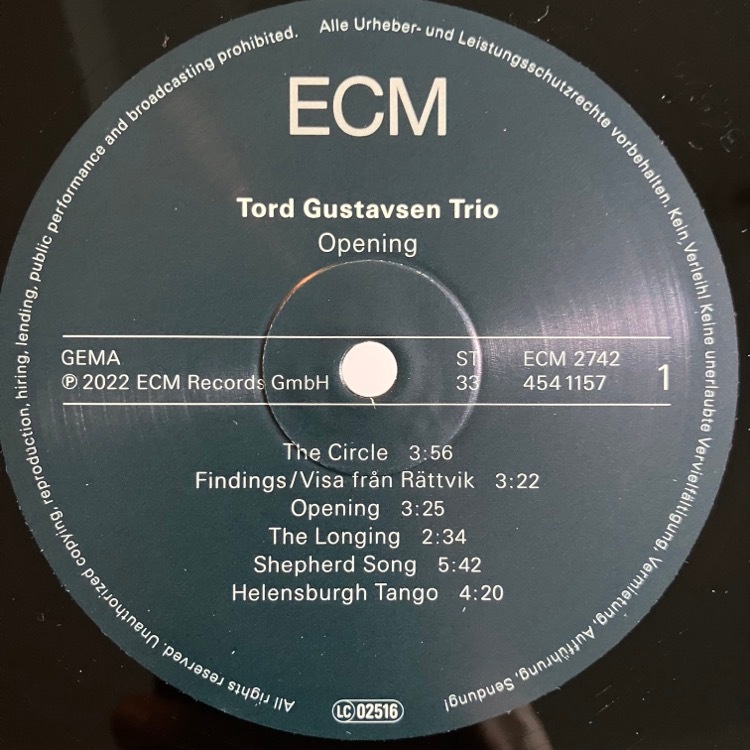 ECM
Tord Gustavsen Trio
Opening
GEMA
℗ 2022 ECM Records GmbH
ST ECM 2742
33 454 1157
1
The Circle 3:56
Findings/Visa från Rättvik 3:22
Opening 3:25
The Longing 2:34
Shepherd Song 5:42
Helensburgh Tango 4:20
LC 02516
Alle Urheber- und Leistungsschutzrechte vorbehalten. Kein Verleih! Keine unerlaubte Vervielfältigung, Vermietung, Aufführung, Sendung!
All rights reserved. Unauthorized copying, reproduction, hiring, lending, public performance and broadcasting prohibited.